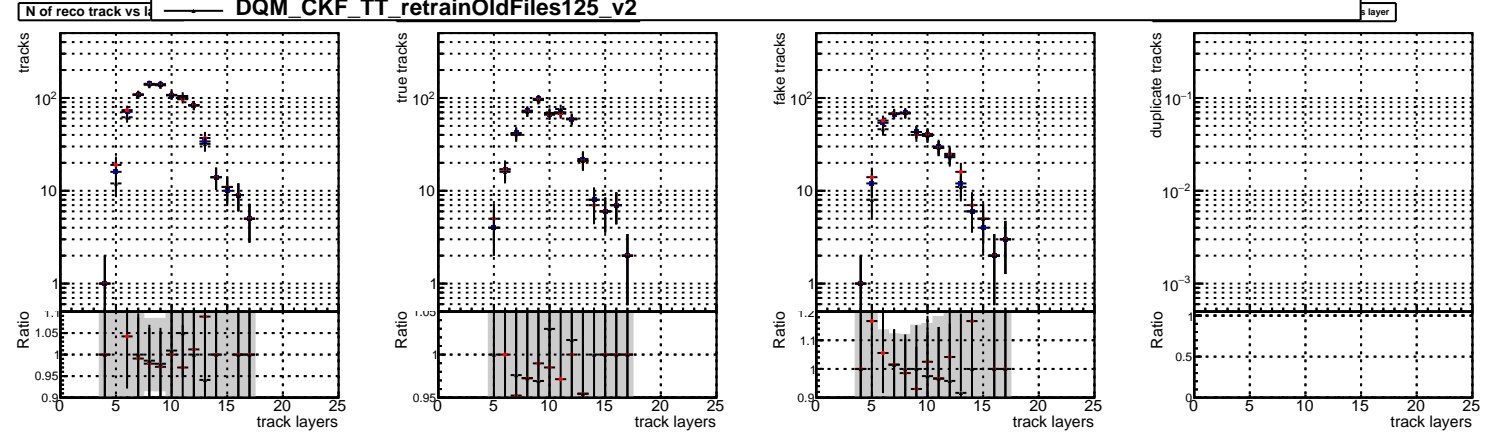 N of reco track vs la
DQM_CKF_TT_retrainOldFiles125_v2
s layer
tracks
10²
10
1
Ratio
1.1
1.05
1
0.95
0.9
0 5 10 15 20 25
track layers
true tracks
10²
10
1
Ratio
1.05
1
0.95
0 5 10 15 20 25
track layers
fake tracks
10²
10
1
Ratio
1.2
1.1
1
0.9
0 5 10 15 20 25
track layers
duplicate tracks
10⁻¹
10⁻²
10⁻³
Ratio
1
0.5
0
0 5 10 15 20 25
track layers